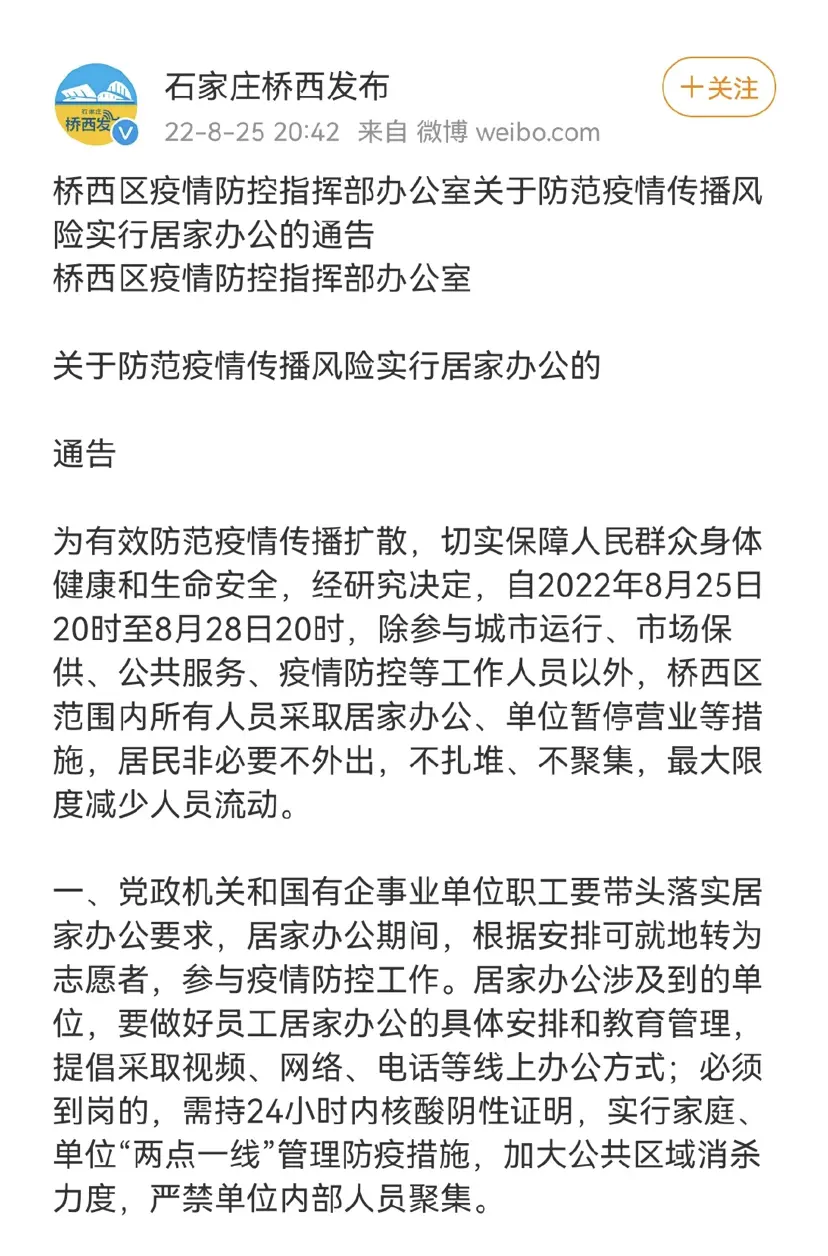 石家庄桥西发布
+关注
石家庄
桥西发
22-8-25 20:42 来自 微博 weibo.com
桥西区疫情防控指挥部办公室关于防范疫情传播风
险实行居家办公的通告
桥西区疫情防控指挥部办公室
关于防范疫情传播风险实行居家办公的
通告
为有效防范疫情传播扩散，切实保障人民群众身体
健康和生命安全，经研究决定，自2022年8月25日
20时至8月28日20时，除参与城市运行、市场保
供、公共服务、疫情防控等工作人员以外，桥西区
范围内所有人员采取居家办公、单位暂停营业等措
施，居民非必要不外出，不扎堆、不聚集，最大限
度减少人员流动。
一、党政机关和国有企事业单位职工要带头落实居
家办公要求，居家办公期间，根据安排可就地转为
志愿者，参与疫情防控工作。居家办公涉及到的单
位，要做好员工居家办公的具体安排和教育管理，
提倡采取视频、网络、电话等线上办公方式；必须
到岗的，需持24小时内核酸阴性证明，实行家庭、
单位“两点一线”管理防疫措施，加大公共区域消杀
力度，严禁单位内部人员聚集。